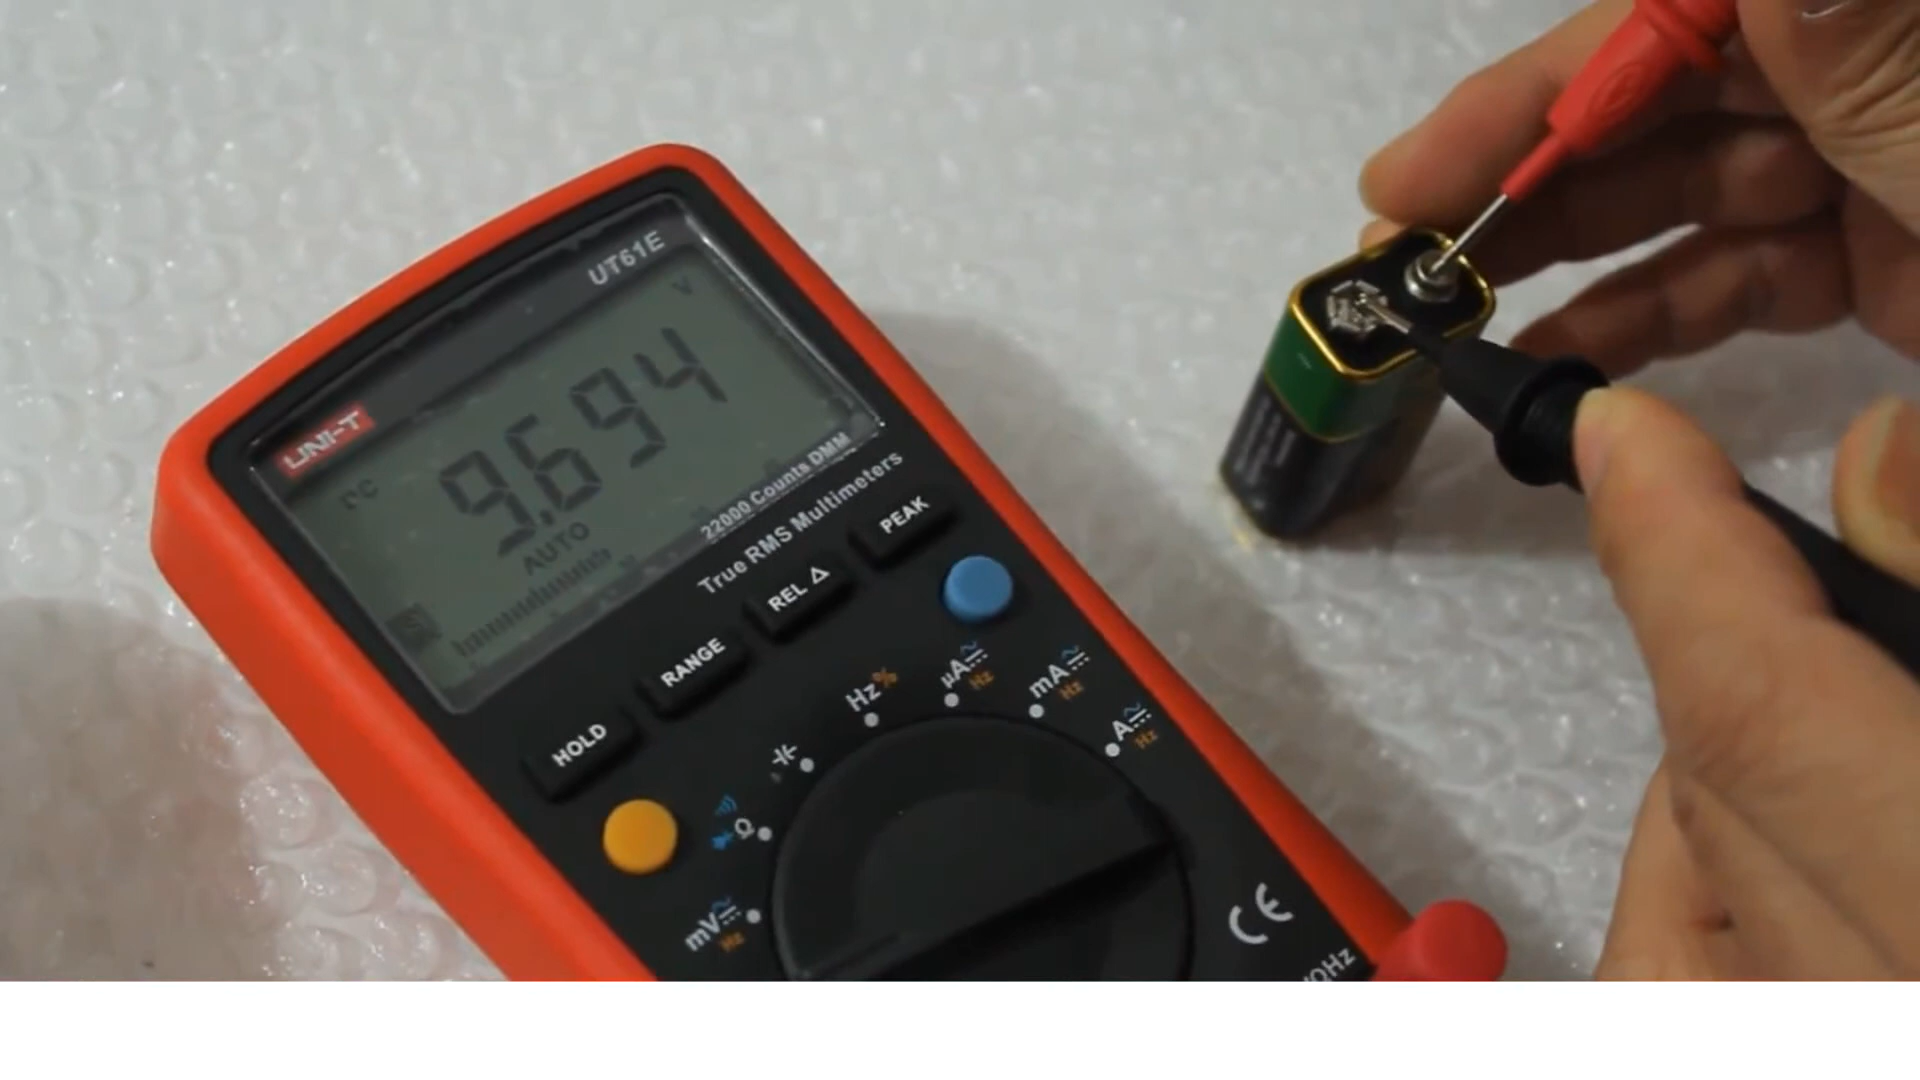 UT61E
UNI-T
V
DC
9.694
AUTO
22000 Counts DMM
True RMS Multimeters
PEAK
REL △
RANGE
HOLD
Hz%
µA
Hz
mA
Hz
A
Hz
Ω
mV
Hz
CE